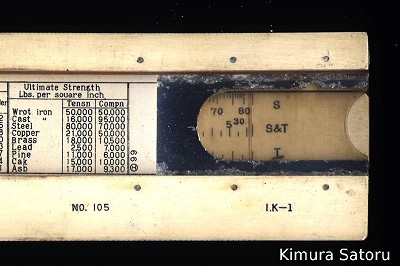 Ultimate Strength
Lbs. per square inch
Tensn Compn
Wrot iron 50,000 50,000
Cast " 16,000 95,000
Steel 80,000 70,000
Copper 21,000 50,000
Brass 18,000 10,500
Lead 2,500 7,000
Pine 11,000 6,000
Oak 15,000 10,000
Ash 17,000 9,300
99
H
S
70 80
5 30
S&T
I
NO. 105 I.K-1
Kimura Satoru